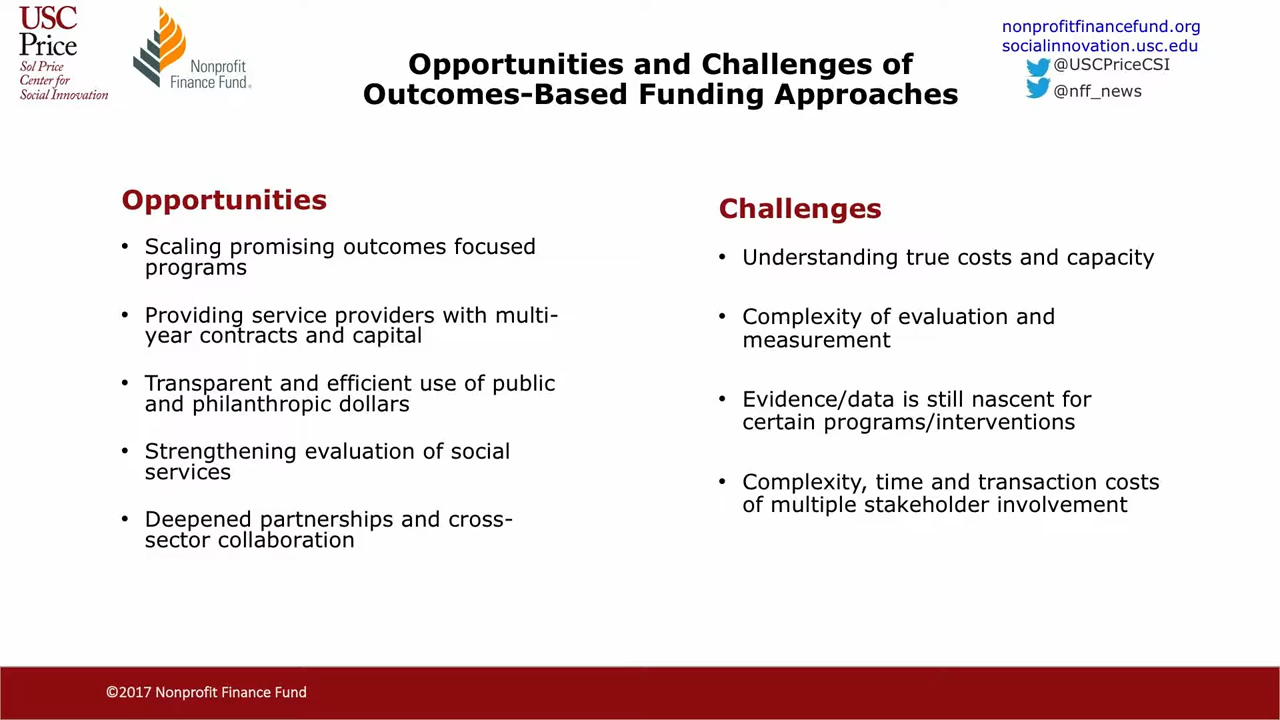 USC
Price
Sol Price
Center for
Social Innovation
Nonprofit
Finance Fund®
Opportunities and Challenges of
Outcomes-Based Funding Approaches
nonprofitfinancefund.org
socialinnovation.usc.edu
@USCPriceCSI
@nff_news
Opportunities
• Scaling promising outcomes focused
programs
• Providing service providers with multi-
year contracts and capital
• Transparent and efficient use of public
and philanthropic dollars
• Strengthening evaluation of social
services
• Deepened partnerships and cross-
sector collaboration
Challenges
• Understanding true costs and capacity
• Complexity of evaluation and
measurement
• Evidence/data is still nascent for
certain programs/interventions
• Complexity, time and transaction costs
of multiple stakeholder involvement
©2017 Nonprofit Finance Fund